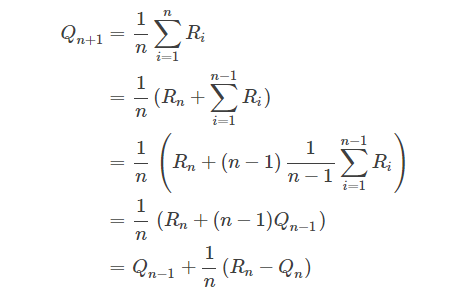 Q_{n+1} = \frac{1}{n} \sum_{i=1}^{n} R_i
= \frac{1}{n} (R_n + \sum_{i=1}^{n-1} R_i)
= \frac{1}{n} \left( R_n + (n-1) \frac{1}{n-1} \sum_{i=1}^{n-1} R_i \right)
= \frac{1}{n} (R_n + (n-1)Q_{n-1})
= Q_{n-1} + \frac{1}{n} (R_n - Q_n)